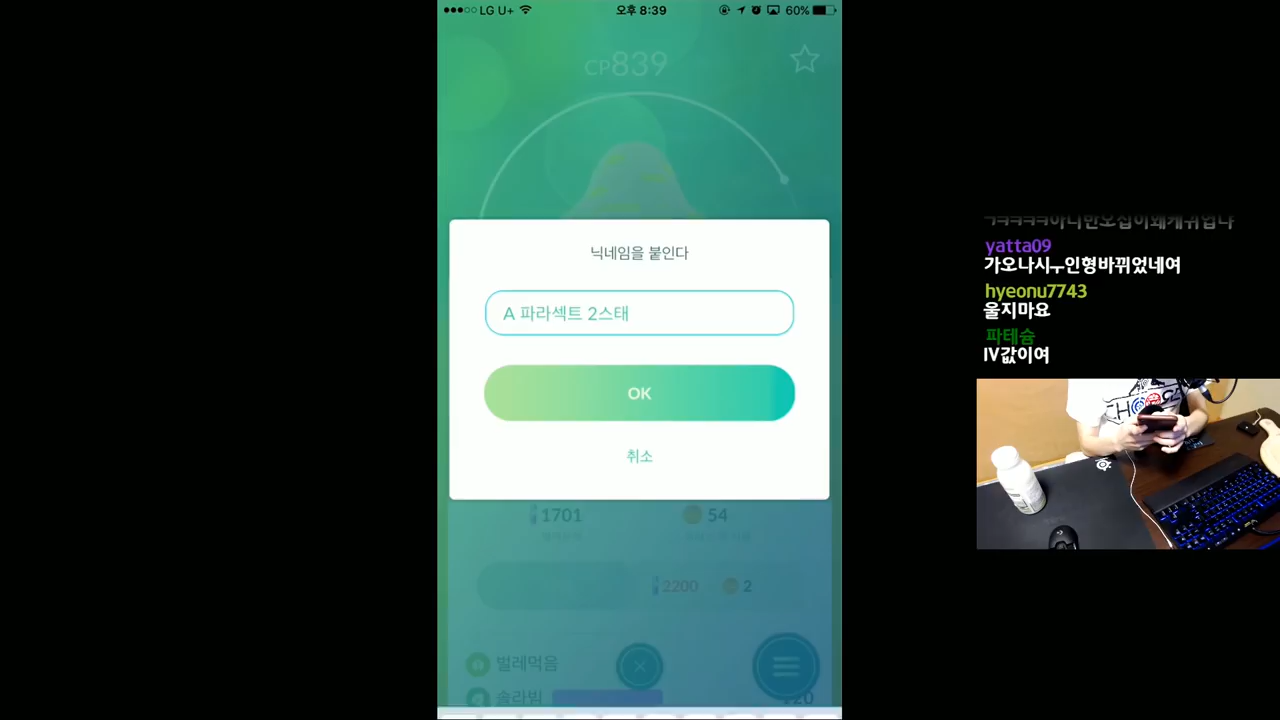 LG U+
오후 8:39
60%
CP839
닉네임을 붙인다
A 파라섹트 2스태
OK
취소
1701
54
2200
2
벌레먹음
솔라빔
yatta09
가오나시ㅜ인형바뀌었네여
hyeonu7743
울지마요
파테슘
IV값이여